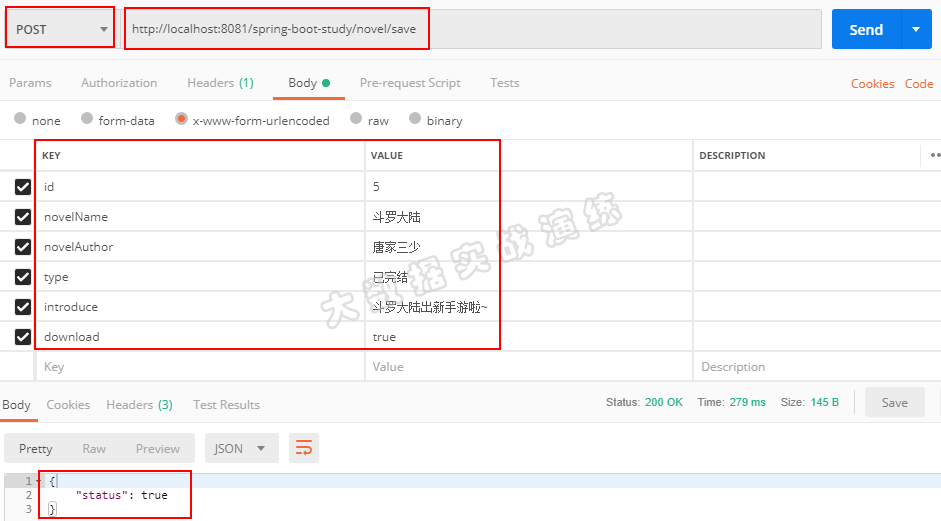 POST http://localhost:8081/spring-boot-study/novel/save Send
Params Authorization Headers (1) Body Pre-request Script Tests Cookies Code
none form-data x-www-form-urlencoded raw binary
KEY VALUE DESCRIPTION
id 5
novelName 斗罗大陆
novelAuthor 唐家三少
type 已完结
introduce 斗罗大陆出新手游啦~
download true
Key Value Description
大数据实战演练
Body Cookies Headers (3) Test Results Status: 200 OK Time: 279 ms Size: 145 B Save
Pretty Raw Preview JSON
1 {
2 "status": true
3 }